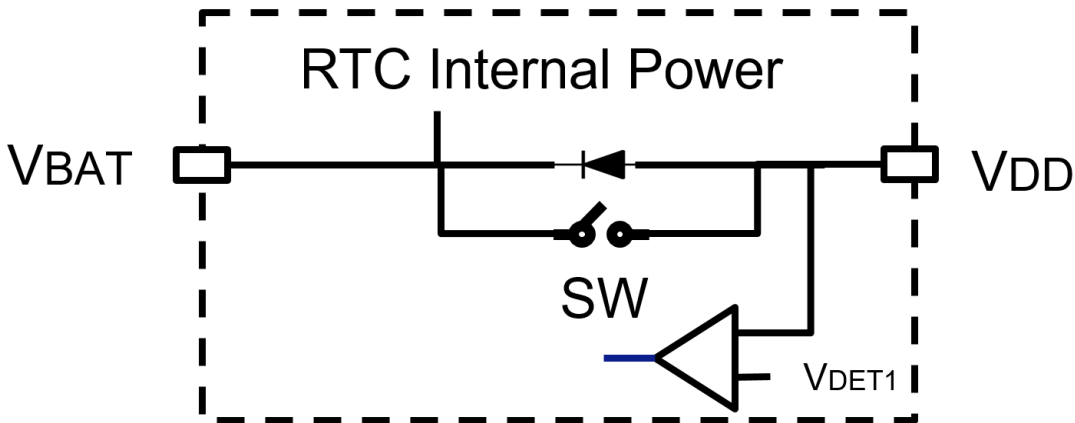 RTC Internal Power
VBAT
VDD
SW
VDET1